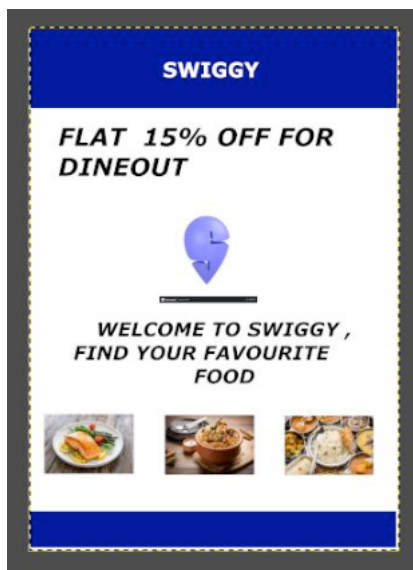 SWIGGY
FLAT 15% OFF FOR
DINEOUT
WELCOME TO SWIGGY ,
FIND YOUR FAVOURITE
FOOD